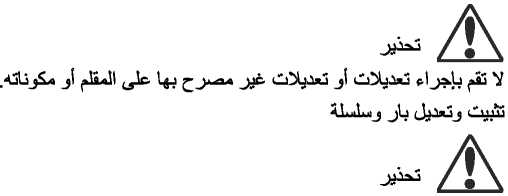 تحذير
لا تقم بإجراء تعديلات أو تعديلات غير مصرح بها على المقلم أو مكوناته.
تثبيت وتعديل بار وسلسلة
تحذير